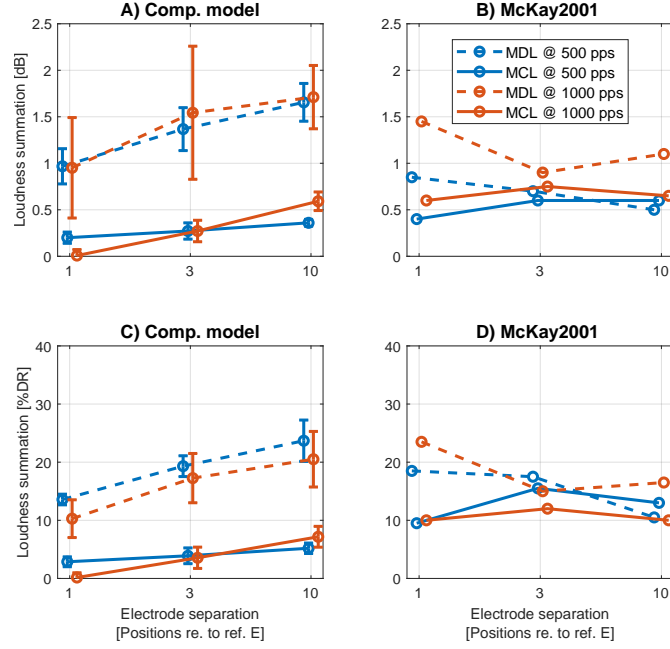 A) Comp. model
B) McKay2001
2.5
2
1.5
1
0.5
0
Loudness summation [dB]
1
3
10
2.5
2
1.5
1
0.5
0
1
3
10
MDL @ 500 pps
MCL @ 500 pps
MDL @ 1000 pps
MCL @ 1000 pps
C) Comp. model
D) McKay2001
40
30
20
10
0
Loudness summation [%DR]
1
3
10
Electrode separation
[Positions re. to ref. E]
40
30
20
10
0
1
3
10
Electrode separation
[Positions re. to ref. E]